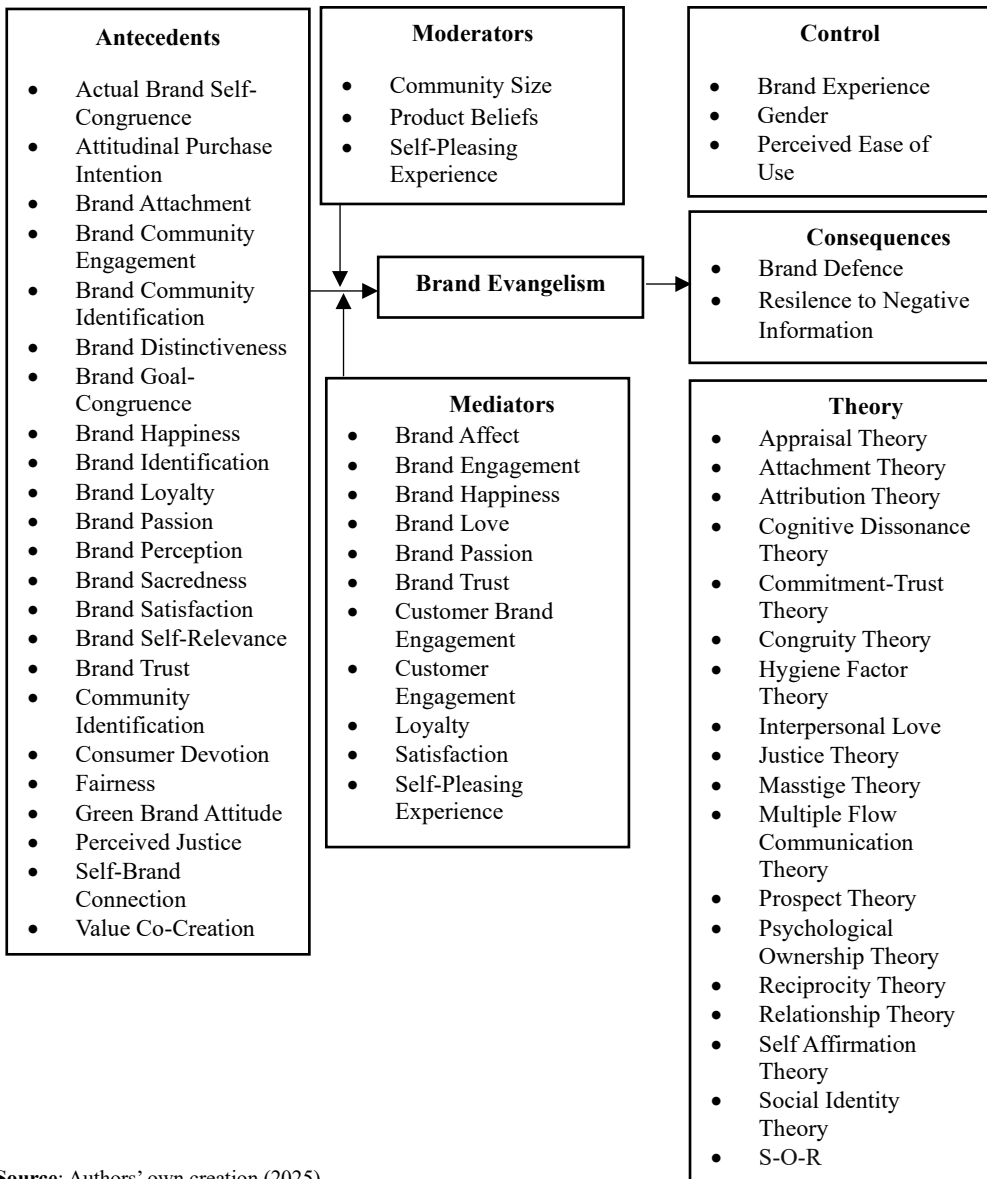 Antecedents
• Actual Brand Self-
Congruence
• Attitudinal Purchase
Intention
• Brand Attachment
• Brand Community
Engagement
• Brand Community
Identification
• Brand Distinctiveness
• Brand Goal-
Congruence
• Brand Happiness
• Brand Identification
• Brand Loyalty
• Brand Passion
• Brand Perception
• Brand Sacredness
• Brand Satisfaction
• Brand Self-Relevance
• Brand Trust
• Community
Identification
• Consumer Devotion
• Fairness
• Green Brand Attitude
• Perceived Justice
• Self-Brand
Connection
• Value Co-Creation
Moderators
• Community Size
• Product Beliefs
• Self-Pleasing
Experience
Brand Evangelism
Mediators
• Brand Affect
• Brand Engagement
• Brand Happiness
• Brand Love
• Brand Passion
• Brand Trust
• Customer Brand
Engagement
• Customer
Engagement
• Loyalty
• Satisfaction
• Self-Pleasing
Experience
Control
• Brand Experience
• Gender
• Perceived Ease of
Use
Consequences
• Brand Defence
• Resilence to Negative
Information
Theory
• Appraisal Theory
• Attachment Theory
• Attribution Theory
• Cognitive Dissonance
Theory
• Commitment-Trust
Theory
• Congruity Theory
• Hygiene Factor
Theory
• Interpersonal Love
• Justice Theory
• Masstige Theory
• Multiple Flow
Communication
Theory
• Prospect Theory
• Psychological
Ownership Theory
• Reciprocity Theory
• Relationship Theory
• Self Affirmation
Theory
• Social Identity
Theory
• S-O-R
Source: Authors' own creation (2025)